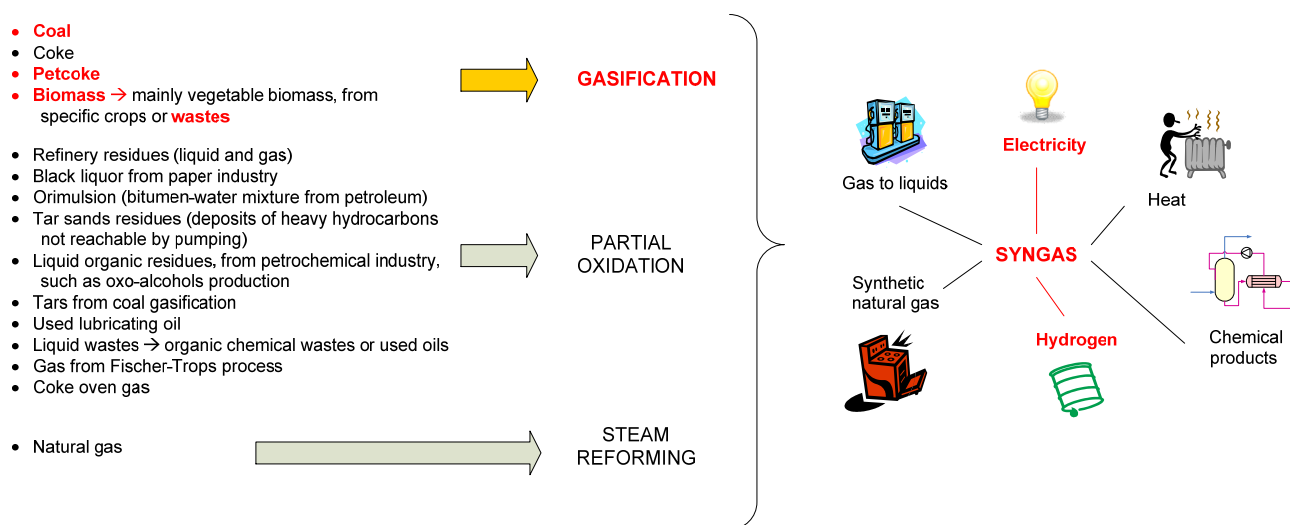 • Coal
• Coke
• Petcoke
• Biomass → mainly vegetable biomass, from
specific crops or wastes
GASIFICATION
• Refinery residues (liquid and gas)
• Black liquor from paper industry
• Orimulsion (bitumen-water mixture from petroleum)
• Tar sands residues (deposits of heavy hydrocarbons
not reachable by pumping)
• Liquid organic residues, from petrochemical industry,
such as oxo-alcohols production
• Tars from coal gasification
• Used lubricating oil
• Liquid wastes → organic chemical wastes or used oils
• Gas from Fischer-Trops process
• Coke oven gas
PARTIAL
OXIDATION
• Natural gas
STEAM
REFORMING
Electricity
Gas to liquids
Heat
SYNGAS
Synthetic
natural gas
Hydrogen
Chemical
products